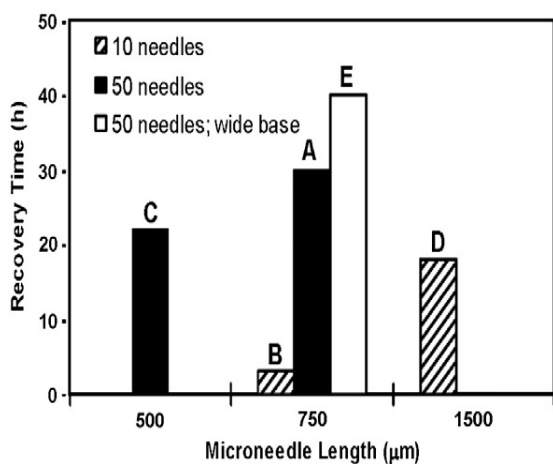 50
40
30
20
10
0
Recovery Time (h)
10 needles
50 needles
50 needles; wide base
C
B
A
E
D
500
750
1500
Microneedle Length (µm)